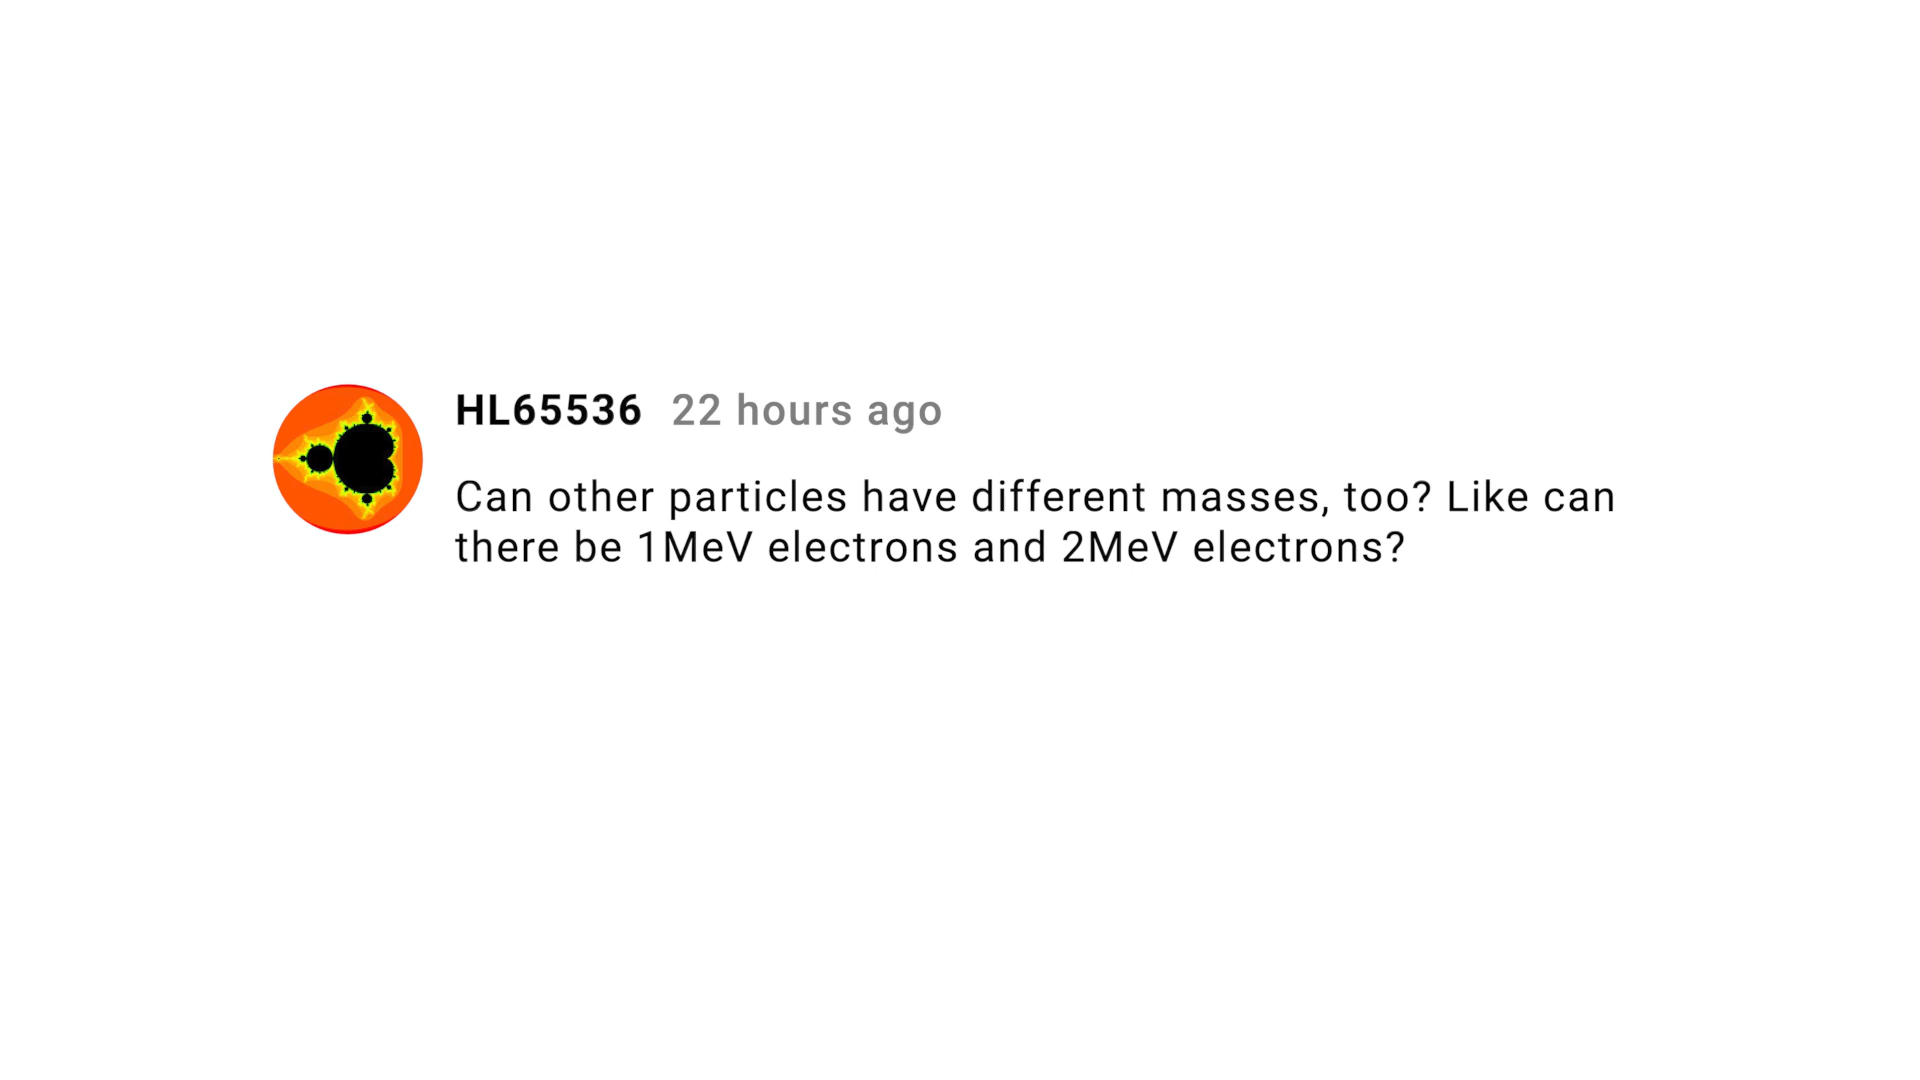 HL65536 22 hours ago
Can other particles have different masses, too? Like can
there be 1MeV electrons and 2MeV electrons?